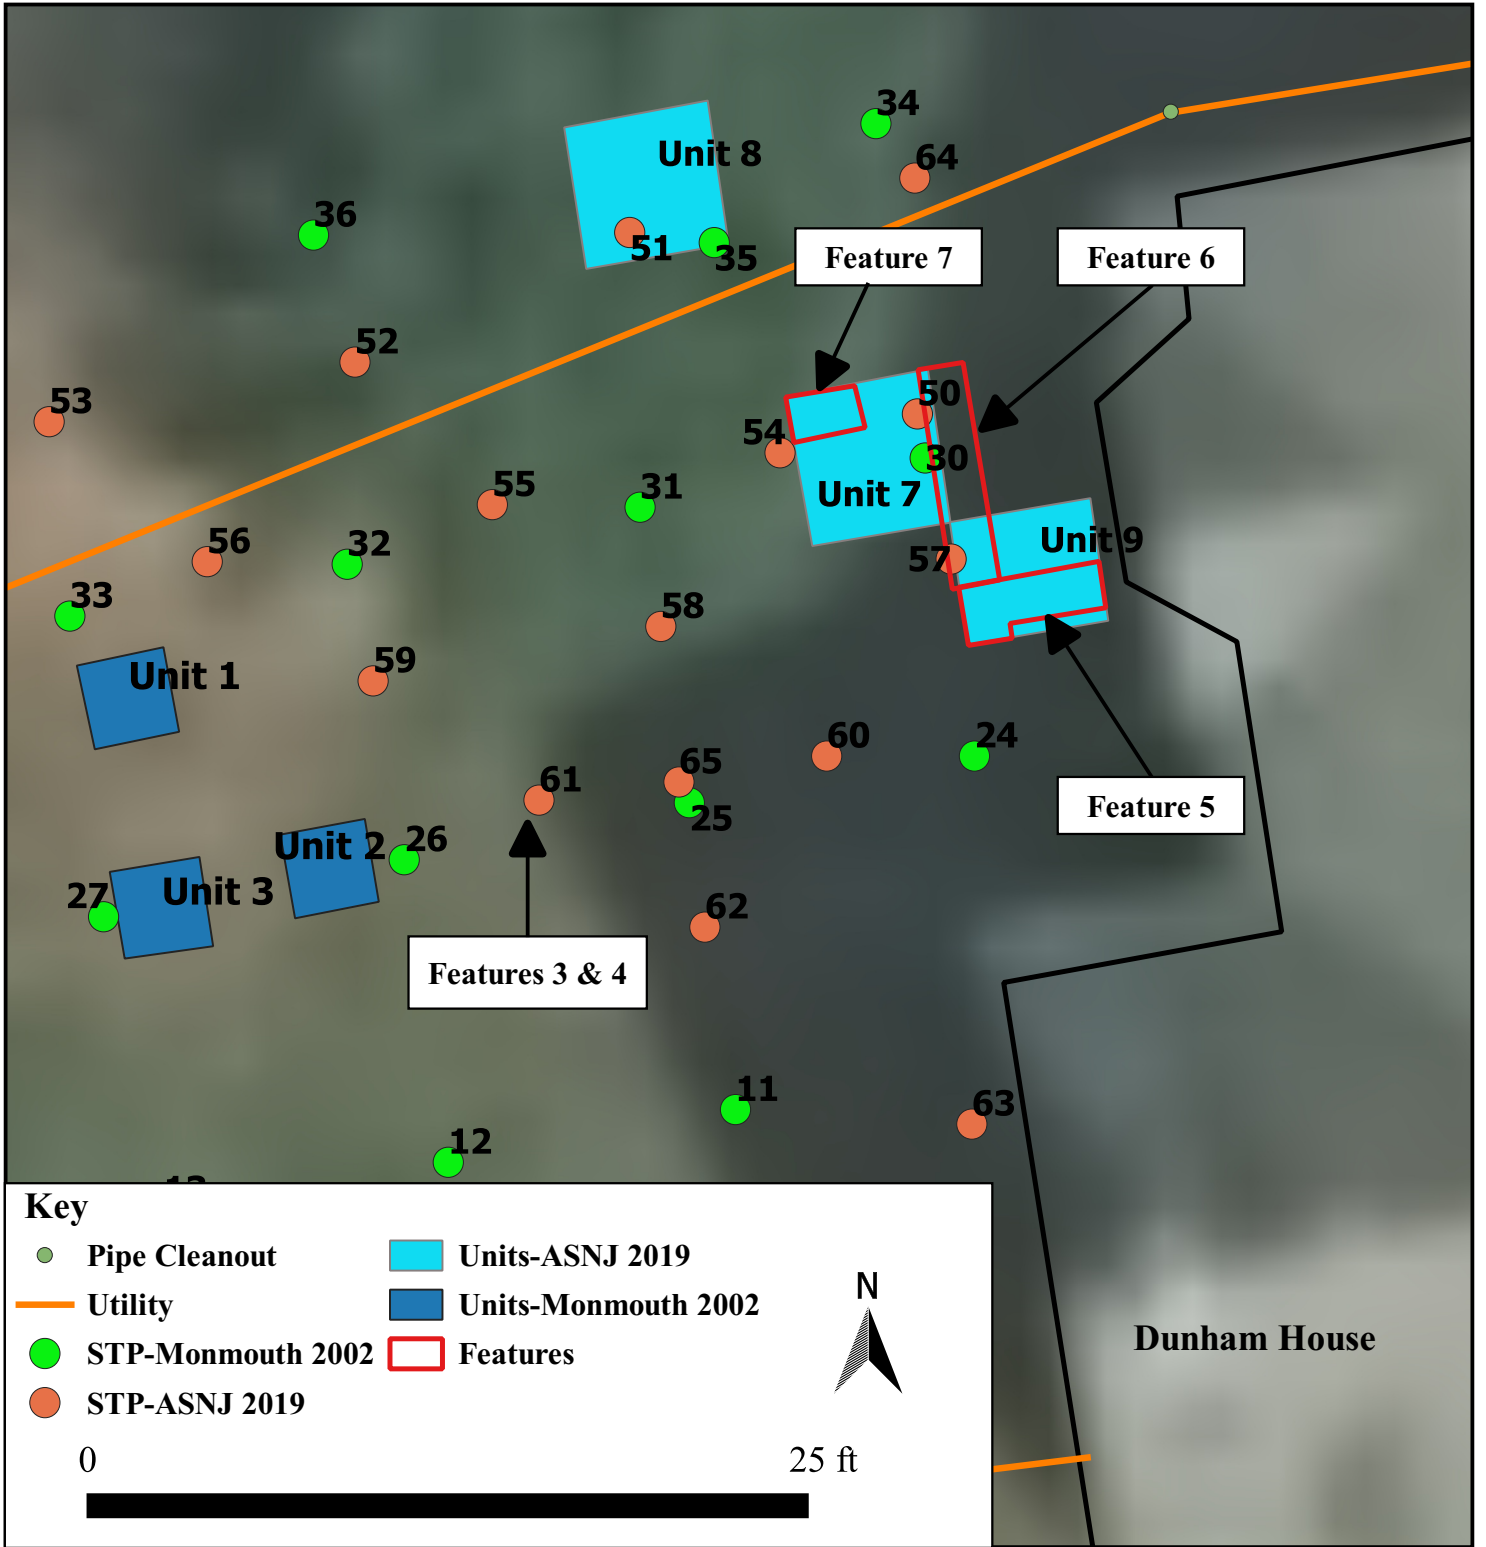 34
64
Unit 8
36
51
35
Feature 7
Feature 6
52
53
50
54
30
55
31
Unit 7
56
32
57
Unit 9
33
58
59
Unit 1
60
24
65
61
25
Feature 5
Unit 2
26
27
Unit 3
62
Features 3 & 4
11
63
12
Key
Pipe Cleanout
Units-ASNJ 2019
Utility
Units-Monmouth 2002
STP-Monmouth 2002
Features
STP-ASNJ 2019
N
Dunham House
0
25 ft